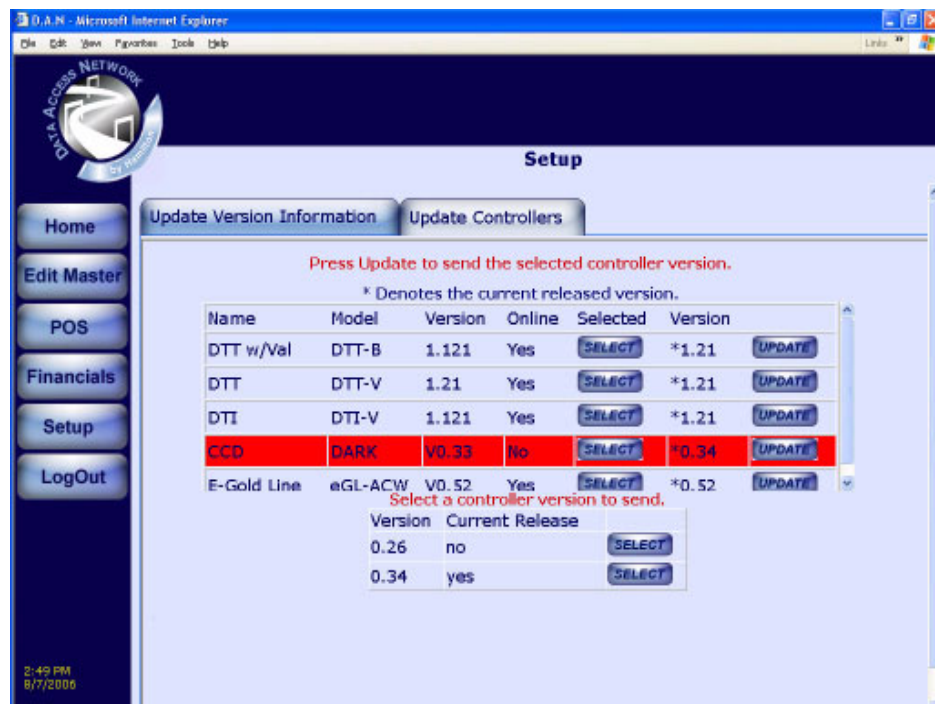 D.A.N - Microsoft Internet Explorer
File Edit View Favorites Tools Help Links »
DATA ACCESS NETWORK
by Hamilton
Setup
Home
Edit Master
POS
Financials
Setup
LogOut
Update Version Information Update Controllers
Press Update to send the selected controller version.
* Denotes the current released version.
Name Model Version Online Selected Version
DTT w/Val DTT-B 1.121 Yes SELECT *1.21 UPDATE
DTT DTT-V 1.21 Yes SELECT *1.21 UPDATE
DTI DTI-V 1.121 Yes SELECT *1.21 UPDATE
CCD DARK V0.33 No SELECT *0.34 UPDATE
E-Gold Line eGL-ACW V0.52 Yes SELECT *0.52 UPDATE
Select a controller version to send.
Version Current Release
0.26 no SELECT
0.34 yes SELECT
2:49 PM
8/7/2006